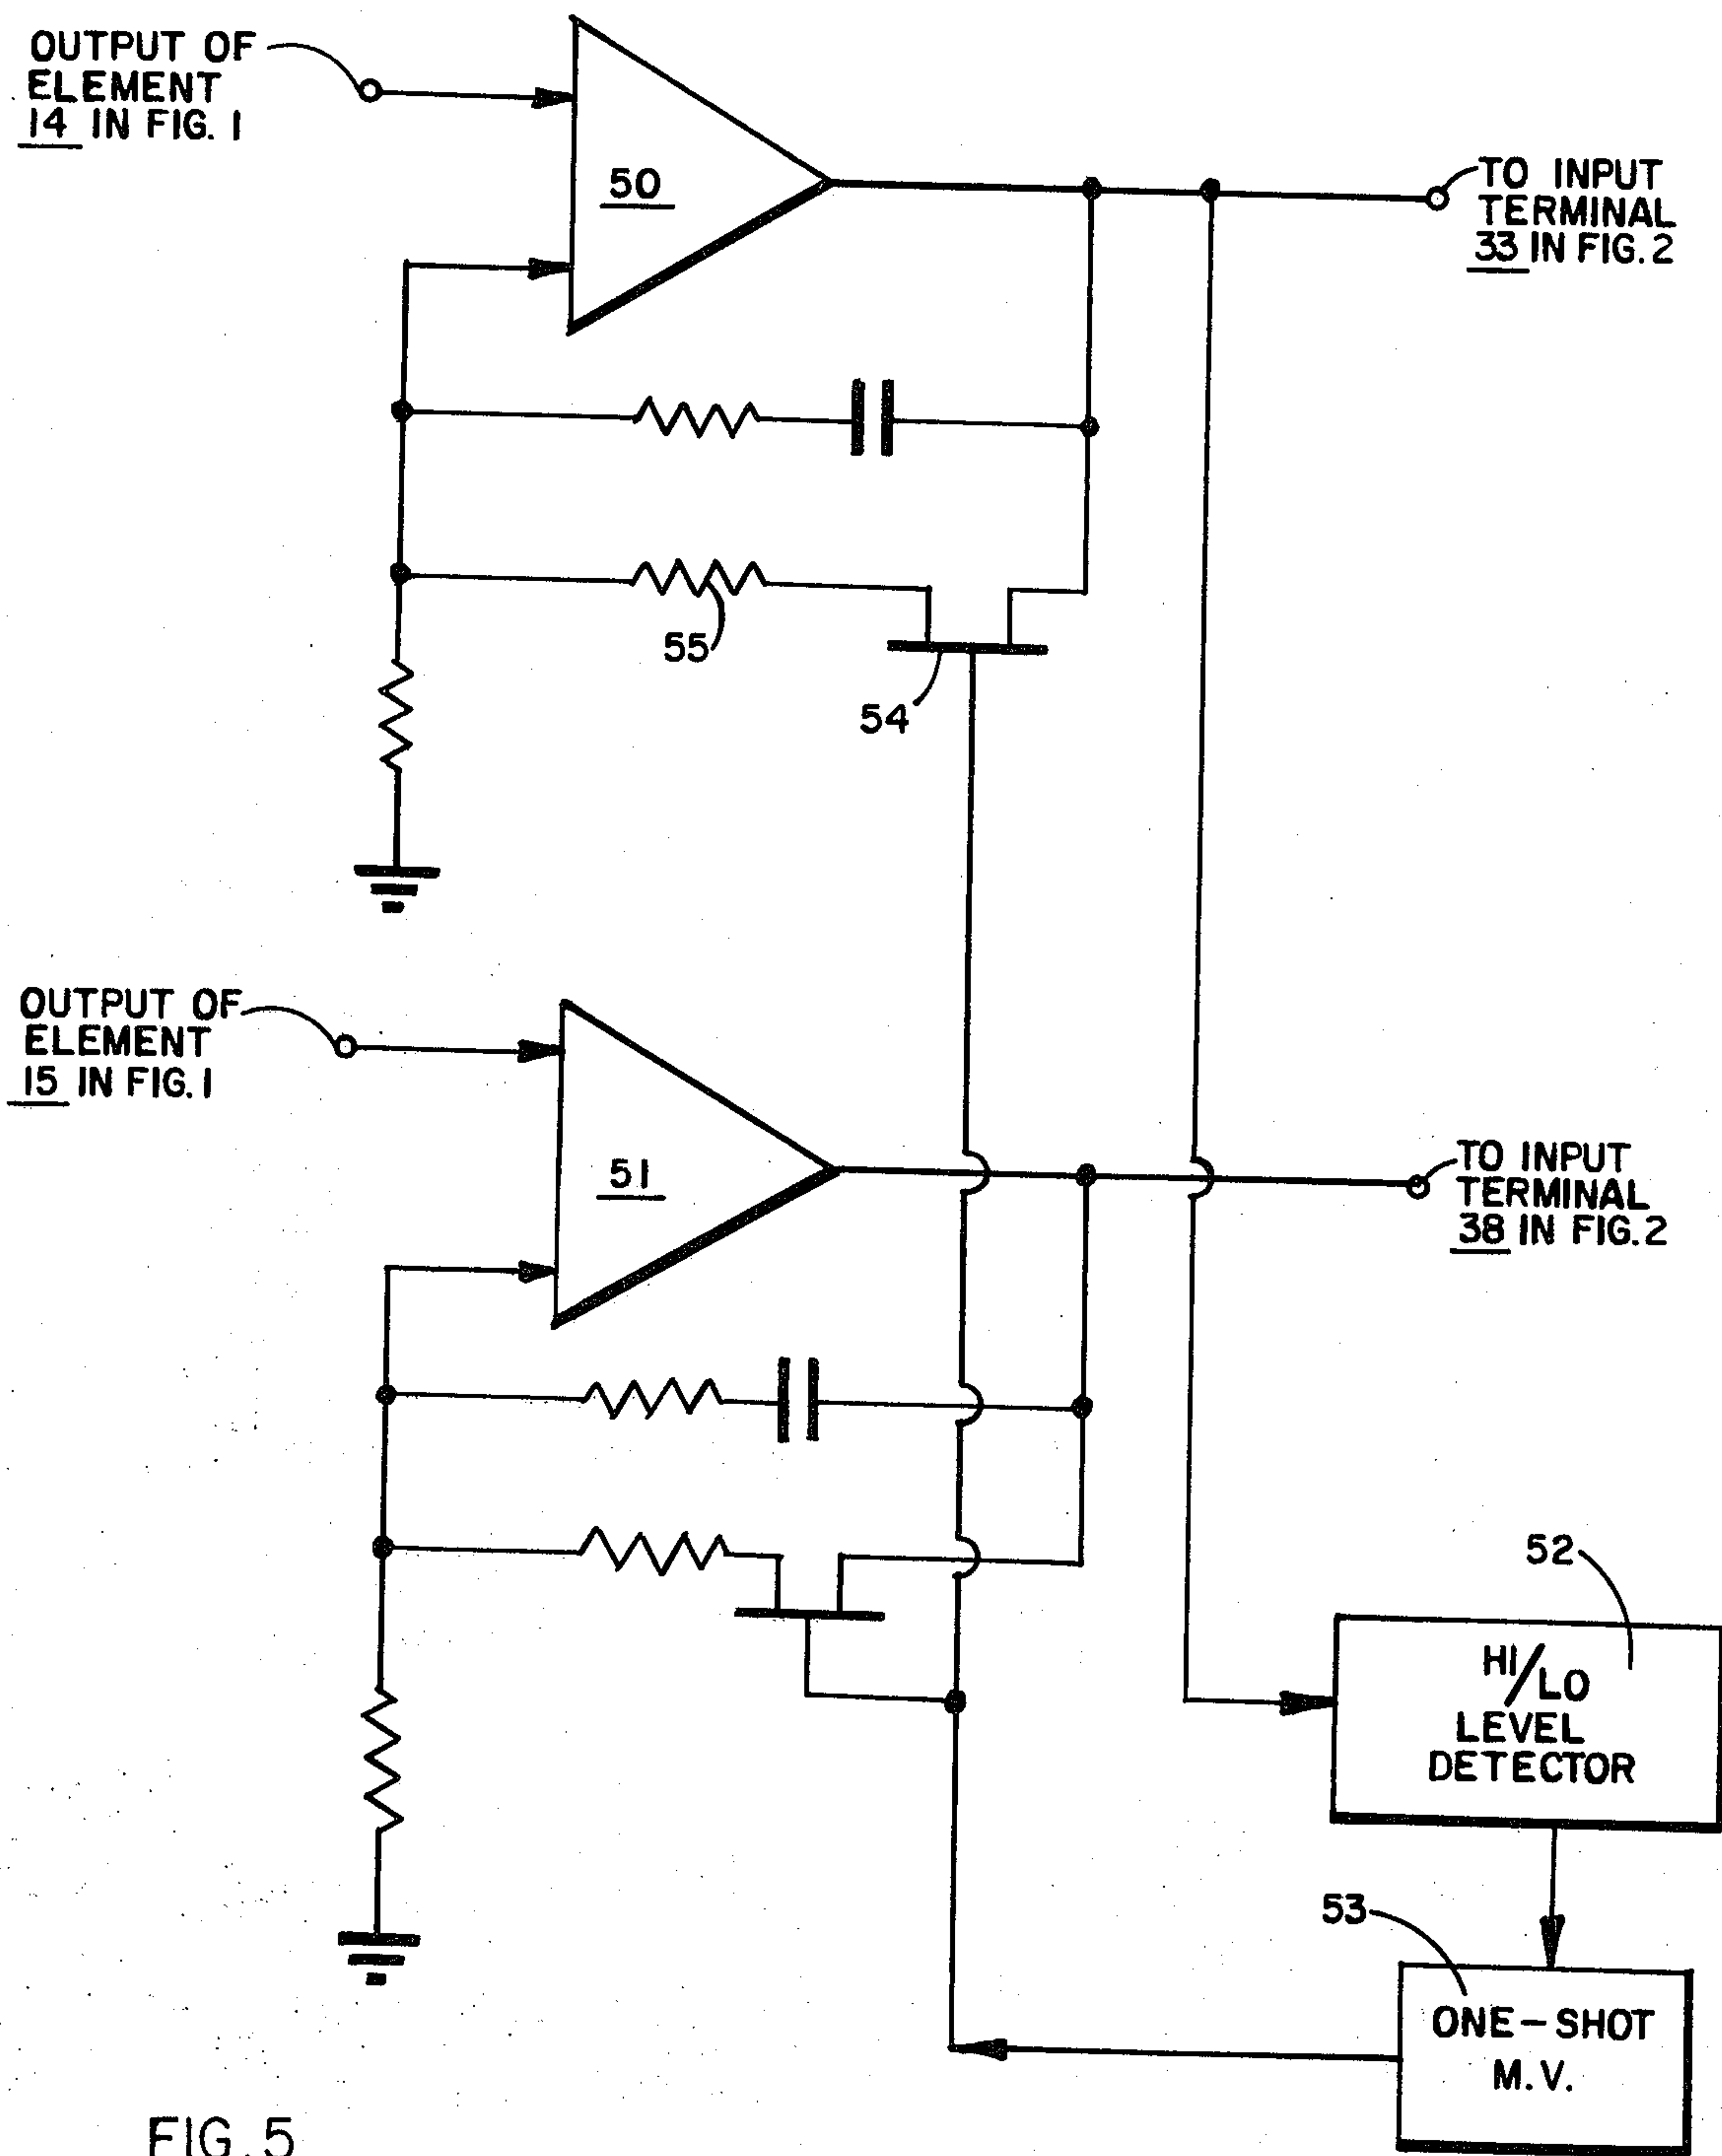 OUTPUT OF
ELEMENT
14 IN FIG. 1
50
TO INPUT
TERMINAL
33 IN FIG. 2
55
54
OUTPUT OF
ELEMENT
15 IN FIG. 1
51
TO INPUT
TERMINAL
38 IN FIG. 2
52
HI/LO
LEVEL
DETECTOR
53
ONE-SHOT
M.V.
FIG. 5